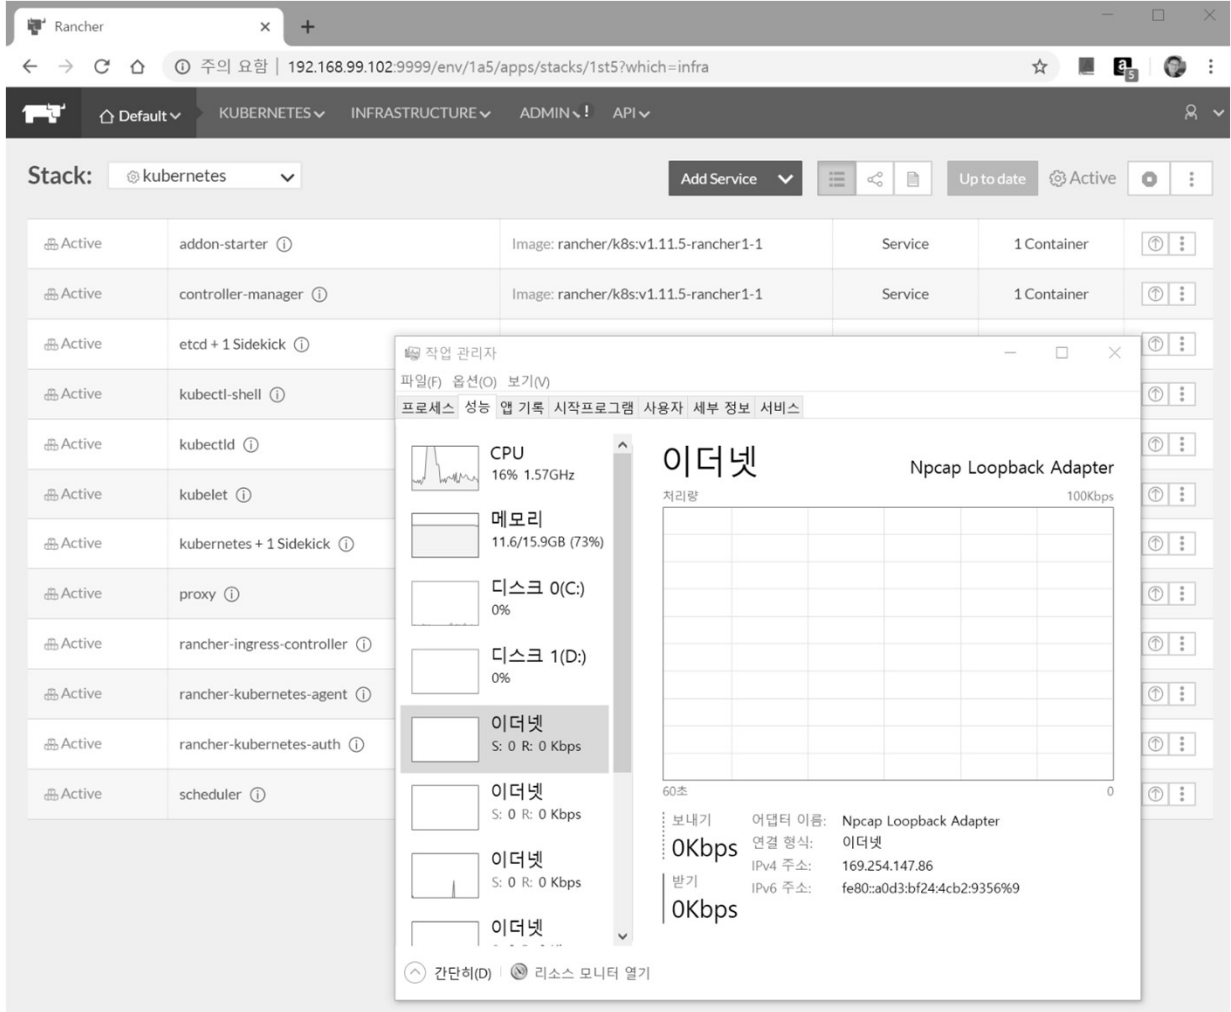 Rancher
주의 요함 | 192.168.99.102:9999/env/1a5/apps/stacks/1st5?which=infra
a
5
Default KUBERNETES INFRASTRUCTURE ADMIN ! API
Stack: kubernetes Add Service Up to date Active
Active addon-starter Image: rancher/k8s:v1.11.5-rancher1-1 Service 1 Container
Active controller-manager Image: rancher/k8s:v1.11.5-rancher1-1 Service 1 Container
Active etcd + 1 Sidekick
Active kubectl-shell
Active kubectld
Active kubelet
Active kubernetes + 1 Sidekick
Active proxy
Active rancher-ingress-controller
Active rancher-kubernetes-agent
Active rancher-kubernetes-auth
Active scheduler
작업 관리자
파일(F) 옵션(O) 보기(V)
프로세스 성능 앱 기록 시작프로그램 사용자 세부 정보 서비스
CPU
16% 1.57GHz
메모리
11.6/15.9GB (73%)
디스크 0(C:)
0%
디스크 1(D:)
0%
이더넷
S: 0 R: 0 Kbps
이더넷
S: 0 R: 0 Kbps
이더넷
S: 0 R: 0 Kbps
이더넷
이더넷 Npcap Loopback Adapter
처리량 100Kbps
60초 0
보내기
0Kbps
받기
0Kbps
어댑터 이름: Npcap Loopback Adapter
연결 형식: 이더넷
IPv4 주소: 169.254.147.86
IPv6 주소: fe80::a0d3:bf24:4cb2:9356%9
간단히(D) 리소스 모니터 열기